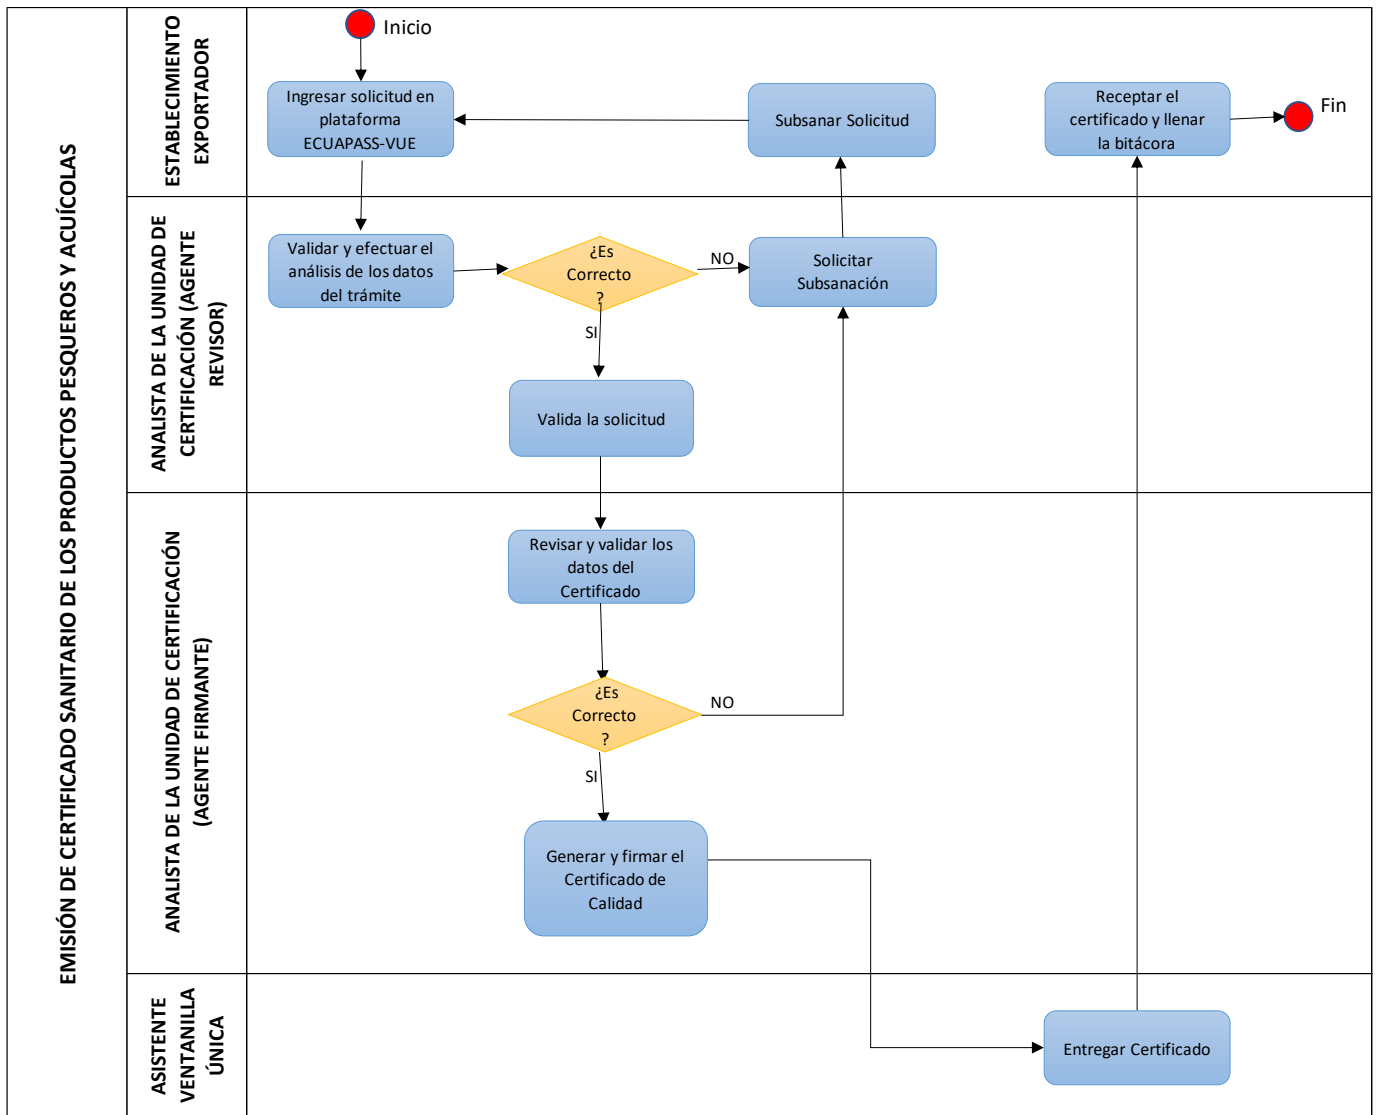 EMISIÓN DE CERTIFICADO SANITARIO DE LOS PRODUCTOS PESQUEROS Y ACUÍCOLAS
ESTABLECIMIENTO
EXPORTADOR
Inicio
Ingresar solicitud en
plataforma
ECUAPASS-VUE
Subsanar Solicitud
Receptar el
certificado y llenar
la bitácora
Fin
ANALISTA DE LA UNIDAD DE
CERTIFICACIÓN (AGENTE
REVISOR)
Validar y efectuar el
análisis de los datos
del trámite
¿Es
Correcto
?
NO
Solicitar
Subsanación
SI
Valida la solicitud
ANALISTA DE LA UNIDAD DE CERTIFICACIÓN
(AGENTE FIRMANTE)
Revisar y validar los
datos del
Certificado
¿Es
Correcto
?
NO
SI
Generar y firmar el
Certificado de
Calidad
ASISTENTE
VENTANILLA
ÚNICA
Entregar Certificado